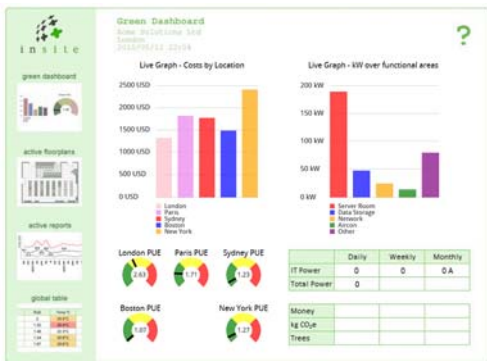 insite
green dashboard
active floorplans
active reports
global table
Green Dashboard
Acme Solutions Ltd
London
?
Live Graph - Costs by Location
2500 USD
2000 USD
1500 USD
1000 USD
500 USD
0 USD
London
Paris
Sydney
Boston
New York
Live Graph - kW over functional areas
200 kW
150 kW
100 kW
50 kW
0 kW
Server Room
Data Storage
Network
Aircon
Other
London PUE
2.63
Paris PUE
1.71
Sydney PUE
1.23
Boston PUE
1.07
New York PUE
1.27
Daily Weekly Monthly
IT Power 0 0 0 A
Total Power 0
Money
kg CO₂e
Trees